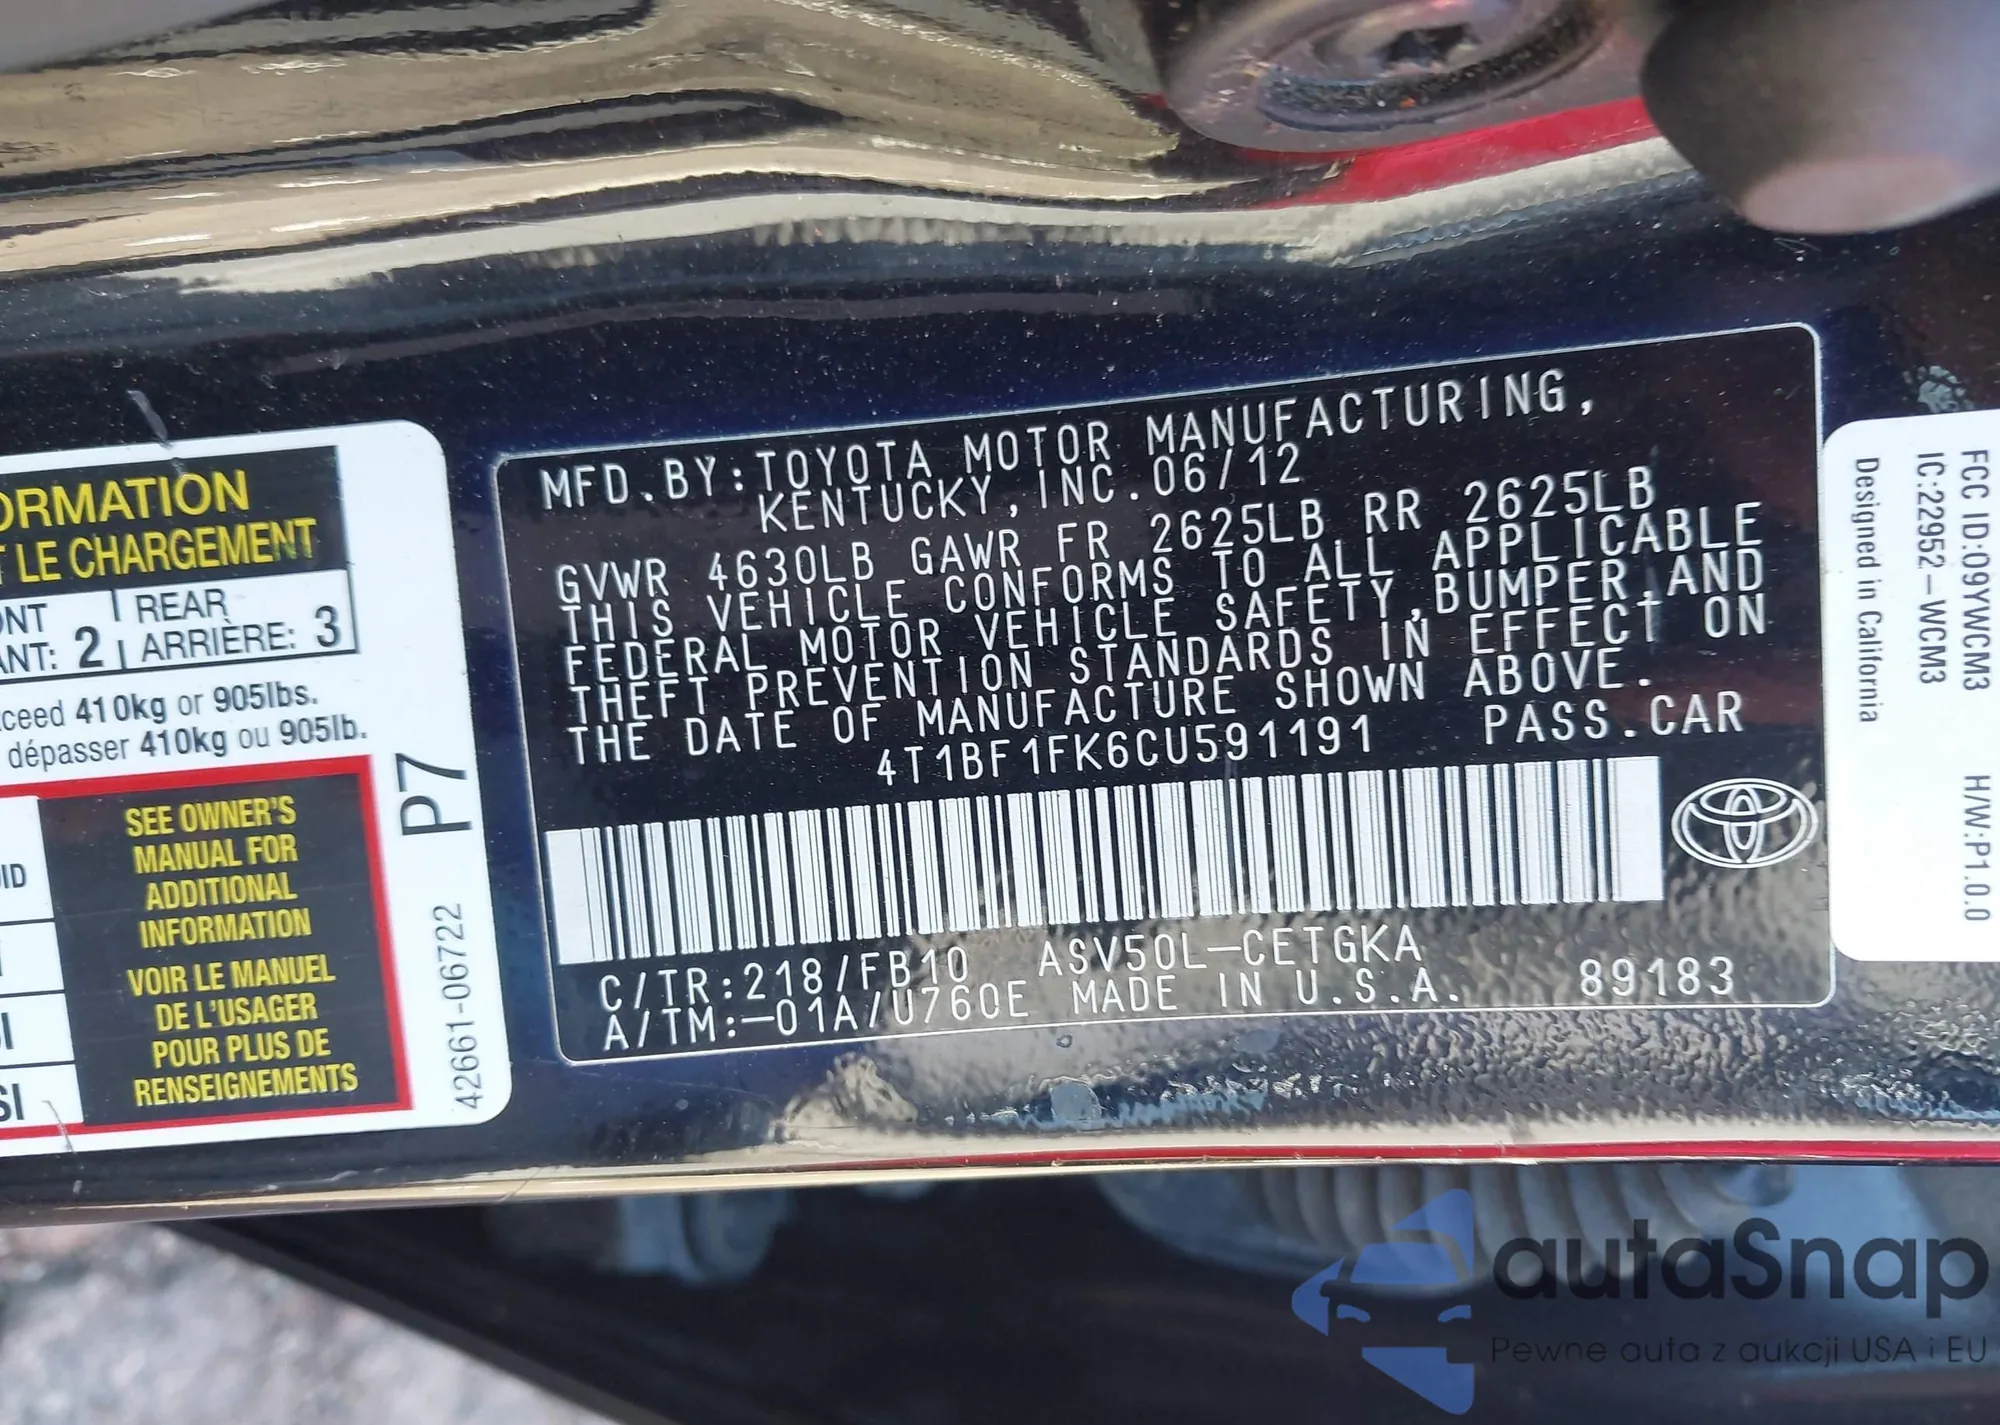 ORMATION
T LE CHARGEMENT
ONT
REAR
ANT: 2
ARRIÈRE: 3
xceed 410kg or 905lbs.
dépasser 410kg ou 905lb.
SEE OWNER'S
MANUAL FOR
ADDITIONAL
INFORMATION
VOIR LE MANUEL
DE L'USAGER
POUR PLUS DE
RENSEIGNEMENTS
P7
42661-06722
MFD.BY:TOYOTA MOTOR MANUFACTURING,
KENTUCKY,INC.06/12
GVWR 4630LB GAWR FR 2625LB RR 2625LB
THIS VEHICLE CONFORMS TO ALL APPLICABLE
FEDERAL MOTOR VEHICLE SAFETY,BUMPER,AND
THEFT PREVENTION STANDARDS IN EFFECT ON
THE DATE OF MANUFACTURE SHOWN ABOVE.
4T1BF1FK6CU591191 PASS.CAR
C/TR:218/FB10 ASV50L-CETGKA
A/TM:-01A/U760E MADE IN U.S.A. 89183
FCC ID:O9YWCM3 H/W:P1.0.0
IC:22952-WCM3
Designed in California
autaSnap
Pewne auta z aukcji USA i EU